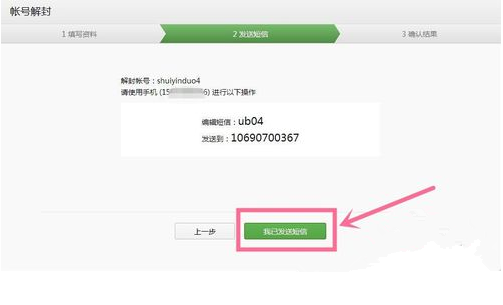 帐号解封
1 填写资料
2 发送短信
3 确认结果
解封帐号：shuiyinduo4
请使用手机 (15 6) 进行以下操作
编辑短信：ub04
发送到：10690700367
上一步
我已发送短信